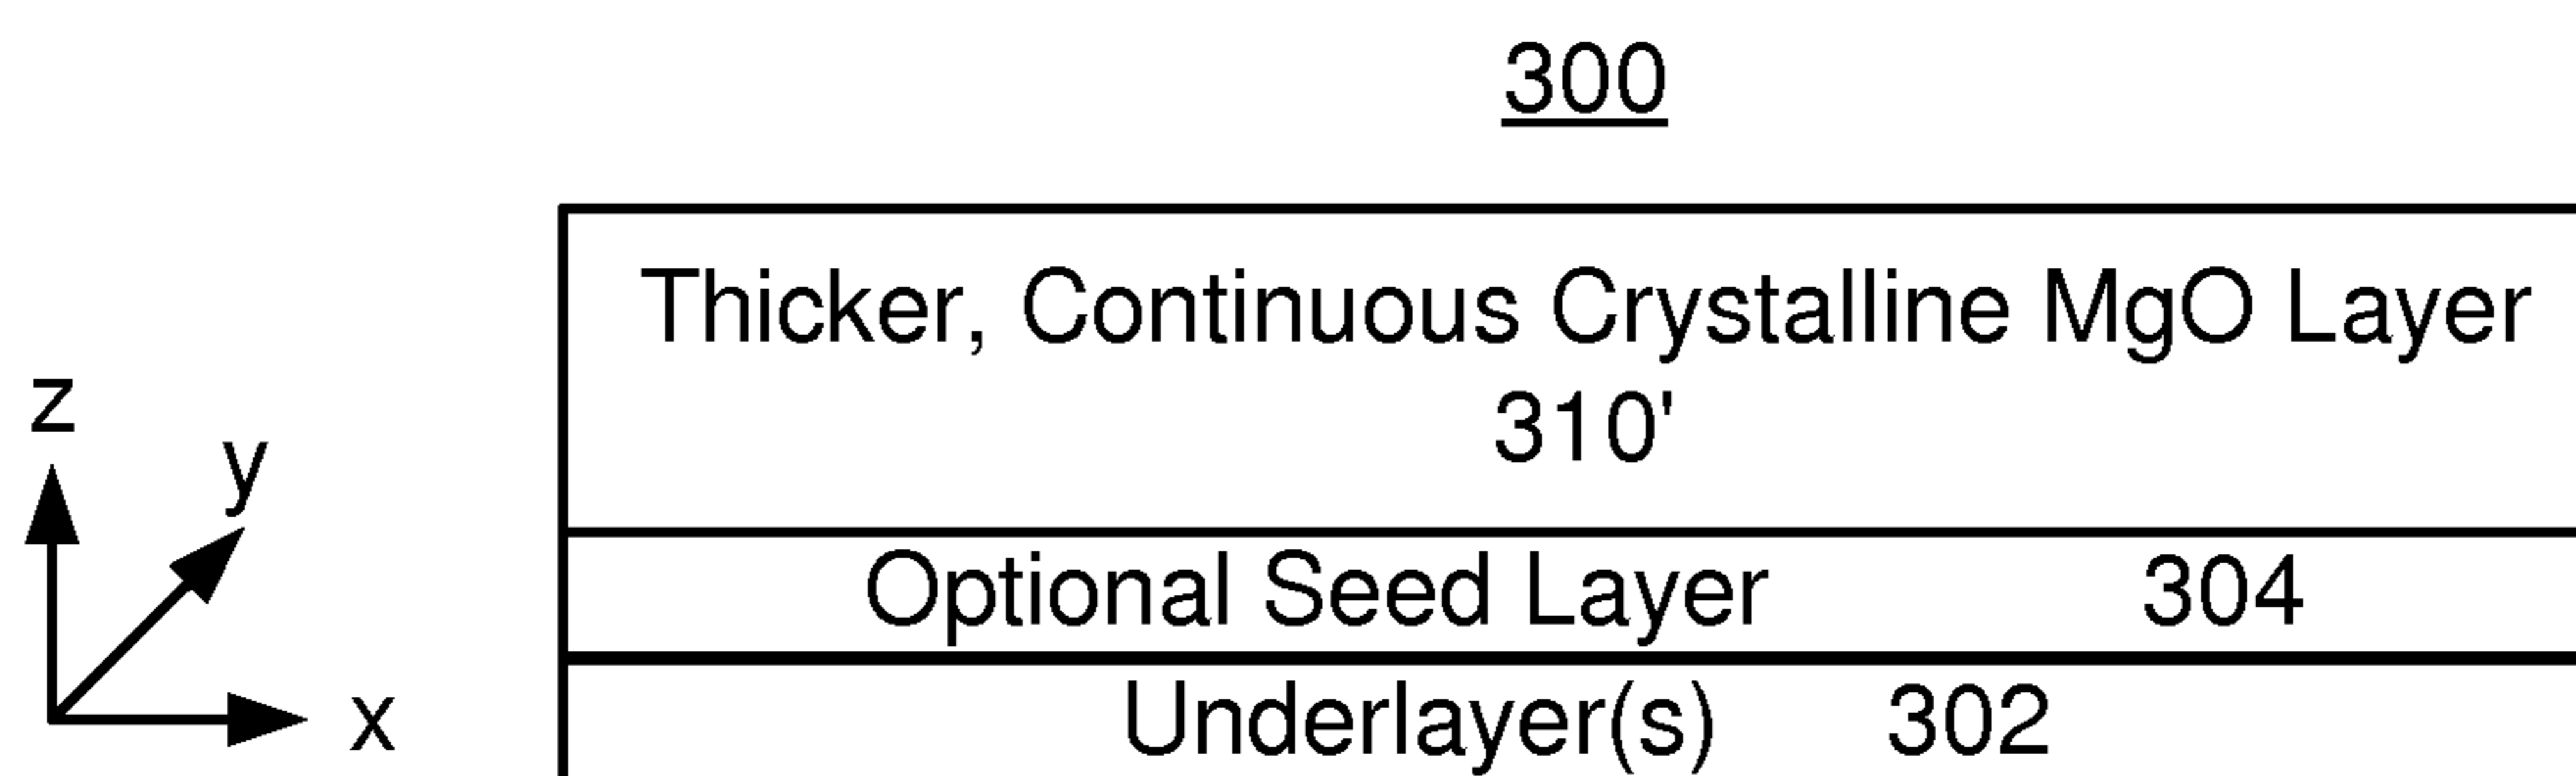 300
Thicker, Continuous Crystalline MgO Layer
310'
z
y
Optional Seed Layer 304
x
Underlayer(s) 302